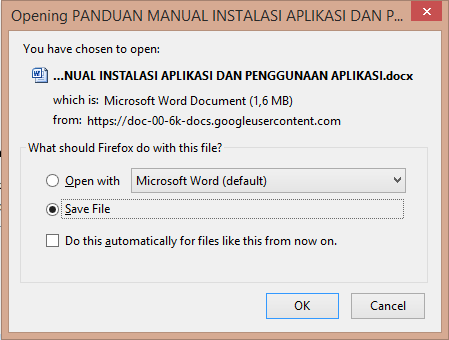 Opening PANDUAN MANUAL INSTALASI APLIKASI DAN P...
You have chosen to open:
...NUAL INSTALASI APLIKASI DAN PENGGUNAAN APLIKASI.docx
which is: Microsoft Word Document (1,6 MB)
from: https://doc-00-6k-docs.googleusercontent.com
What should Firefox do with this file?
Open with Microsoft Word (default)
Save File
Do this automatically for files like this from now on.
OK Cancel